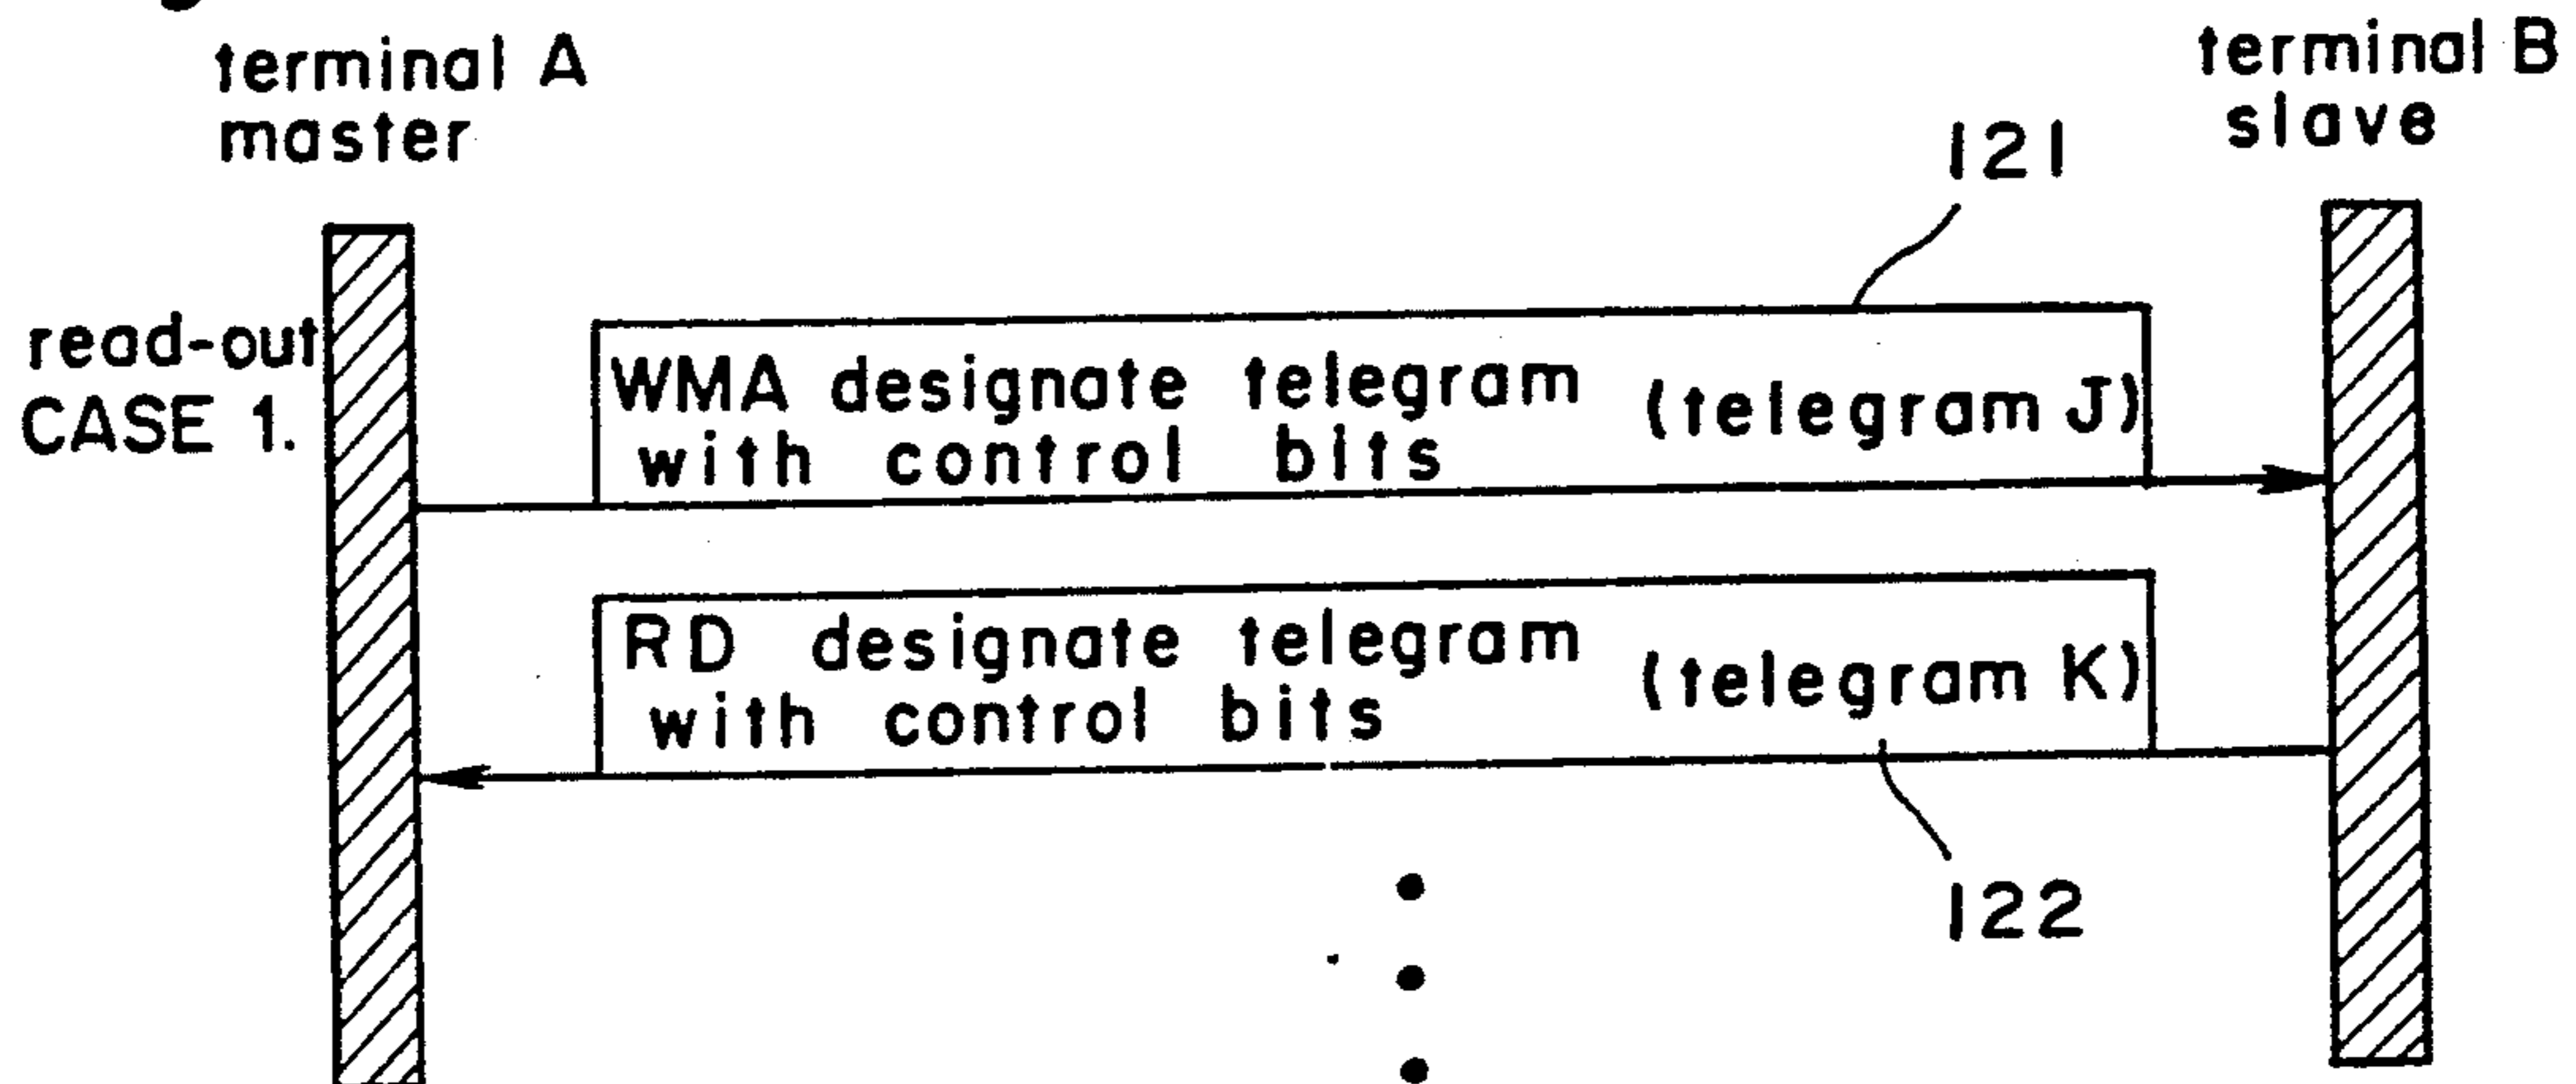 terminal A
master
terminal B
slave
121
read-out
CASE 1.
WMA designate telegram (telegram J)
with control bits
RD designate telegram (telegram K)
with control bits
122